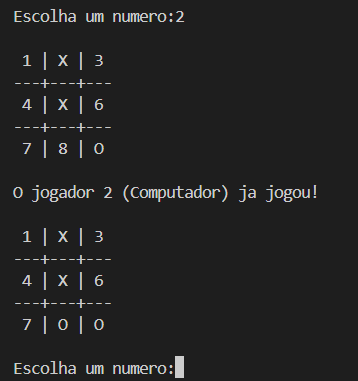 Escolha um numero:2
1 | X | 3
---+---+---
4 | X | 6
---+---+---
7 | 8 | O
O jogador 2 (Computador) ja jogou!
1 | X | 3
---+---+---
4 | X | 6
---+---+---
7 | O | O
Escolha um numero: